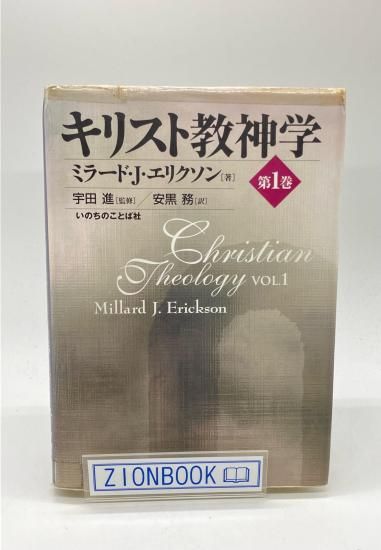 キリスト教神学
ミラード・J・エリクソン[著]
第1巻
宇田 進[監修]/安黒 務[訳]
いのちのことば社
Christian
Theology VOL.1
Millard J. Erickson
ZIONBOOK